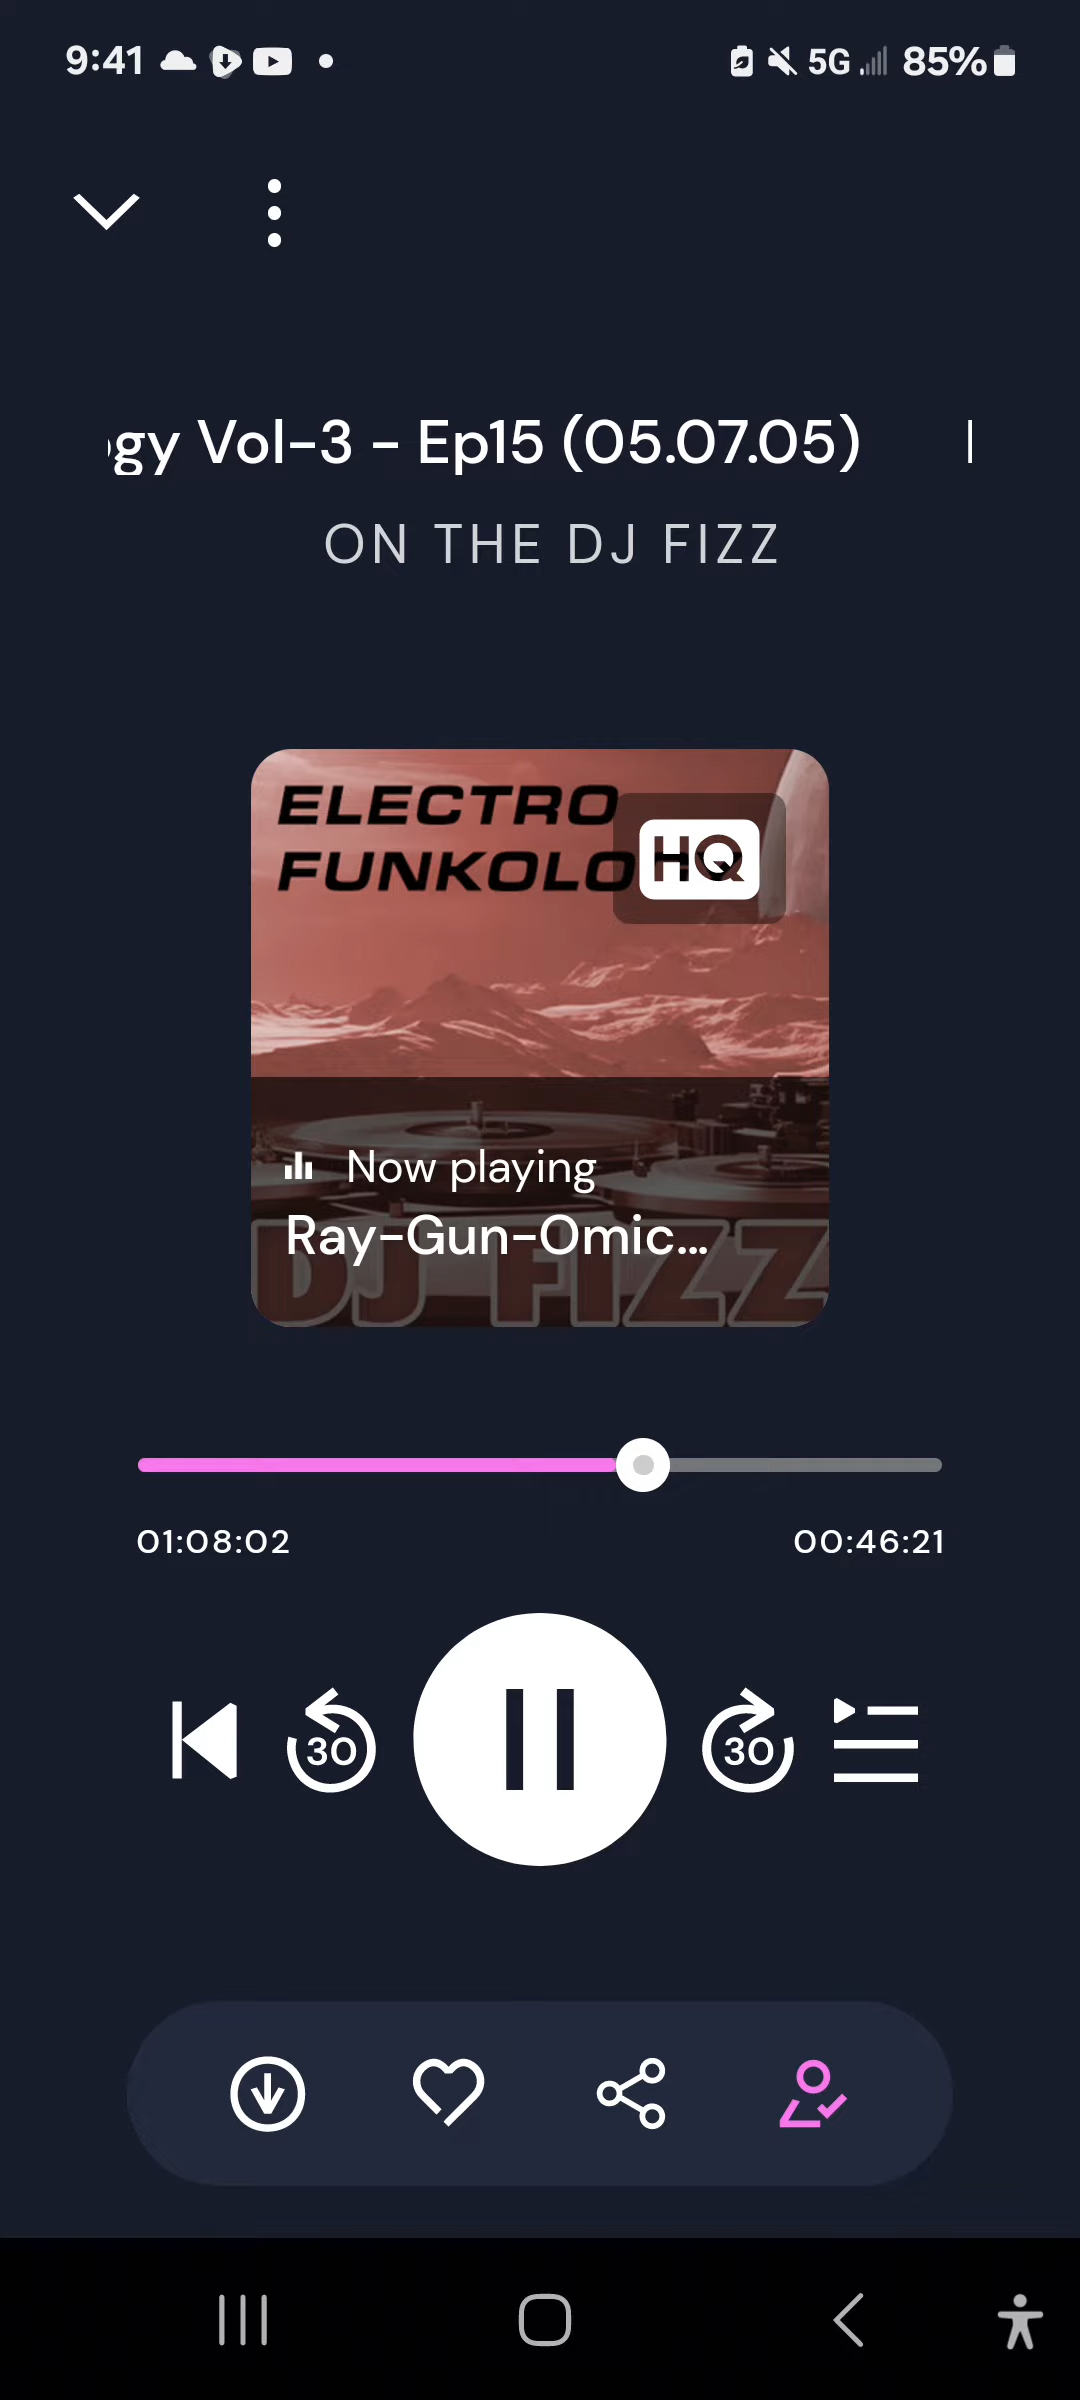 9:41
5G 85%
gy Vol-3 - Ep15 (05.07.05)
ON THE DJ FIZZ
ELECTRO
FUNKOLO
HQ
Now playing
Ray-Gun-Omic...
DJ FIZZ
01:08:02
00:46:21
30
30